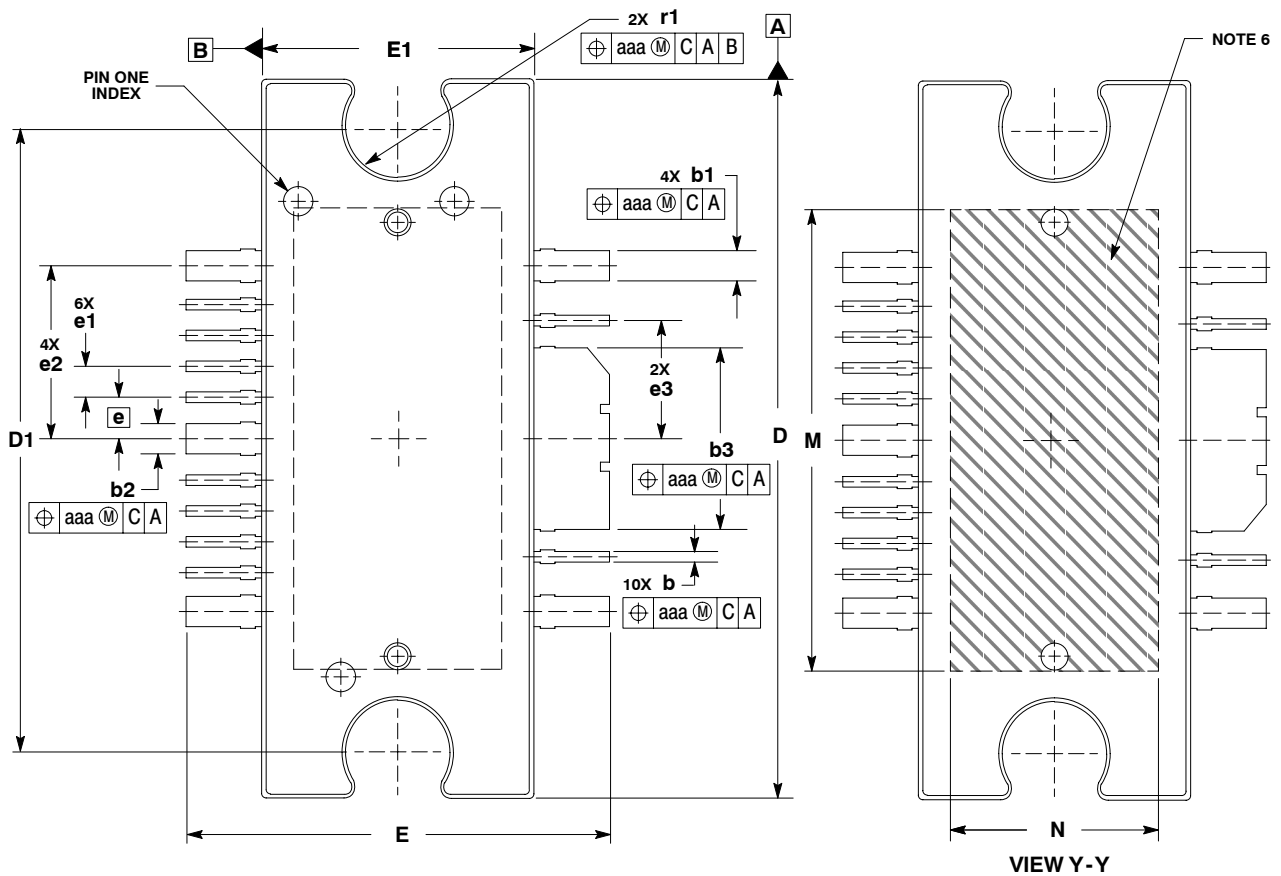 2X r1
⌖ aaa Ⓜ C A B
B
E1
A
NOTE 6
PIN ONE
INDEX
4X b1
⌖ aaa Ⓜ C A
6X
e1
4X
e2
2X
e3
e
D1
D
M
b3
⌖ aaa Ⓜ C A
b2
⌖ aaa Ⓜ C A
10X b
⌖ aaa Ⓜ C A
E
N
VIEW Y-Y